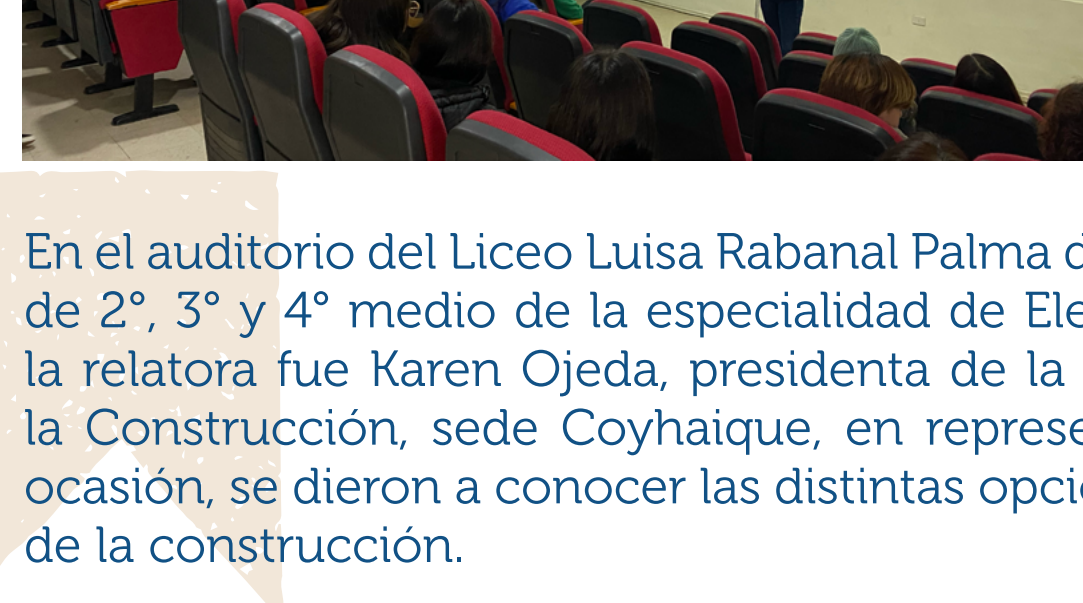 En el auditorio del Liceo Luisa Rabanal Palma
de 2°, 3° y 4° medio de la especialidad de
la relatora fue Karen Ojeda, presidenta de la
la Construcción, sede Coyhaique, en
ocasión, se dieron a conocer las distintas
de la construcción.